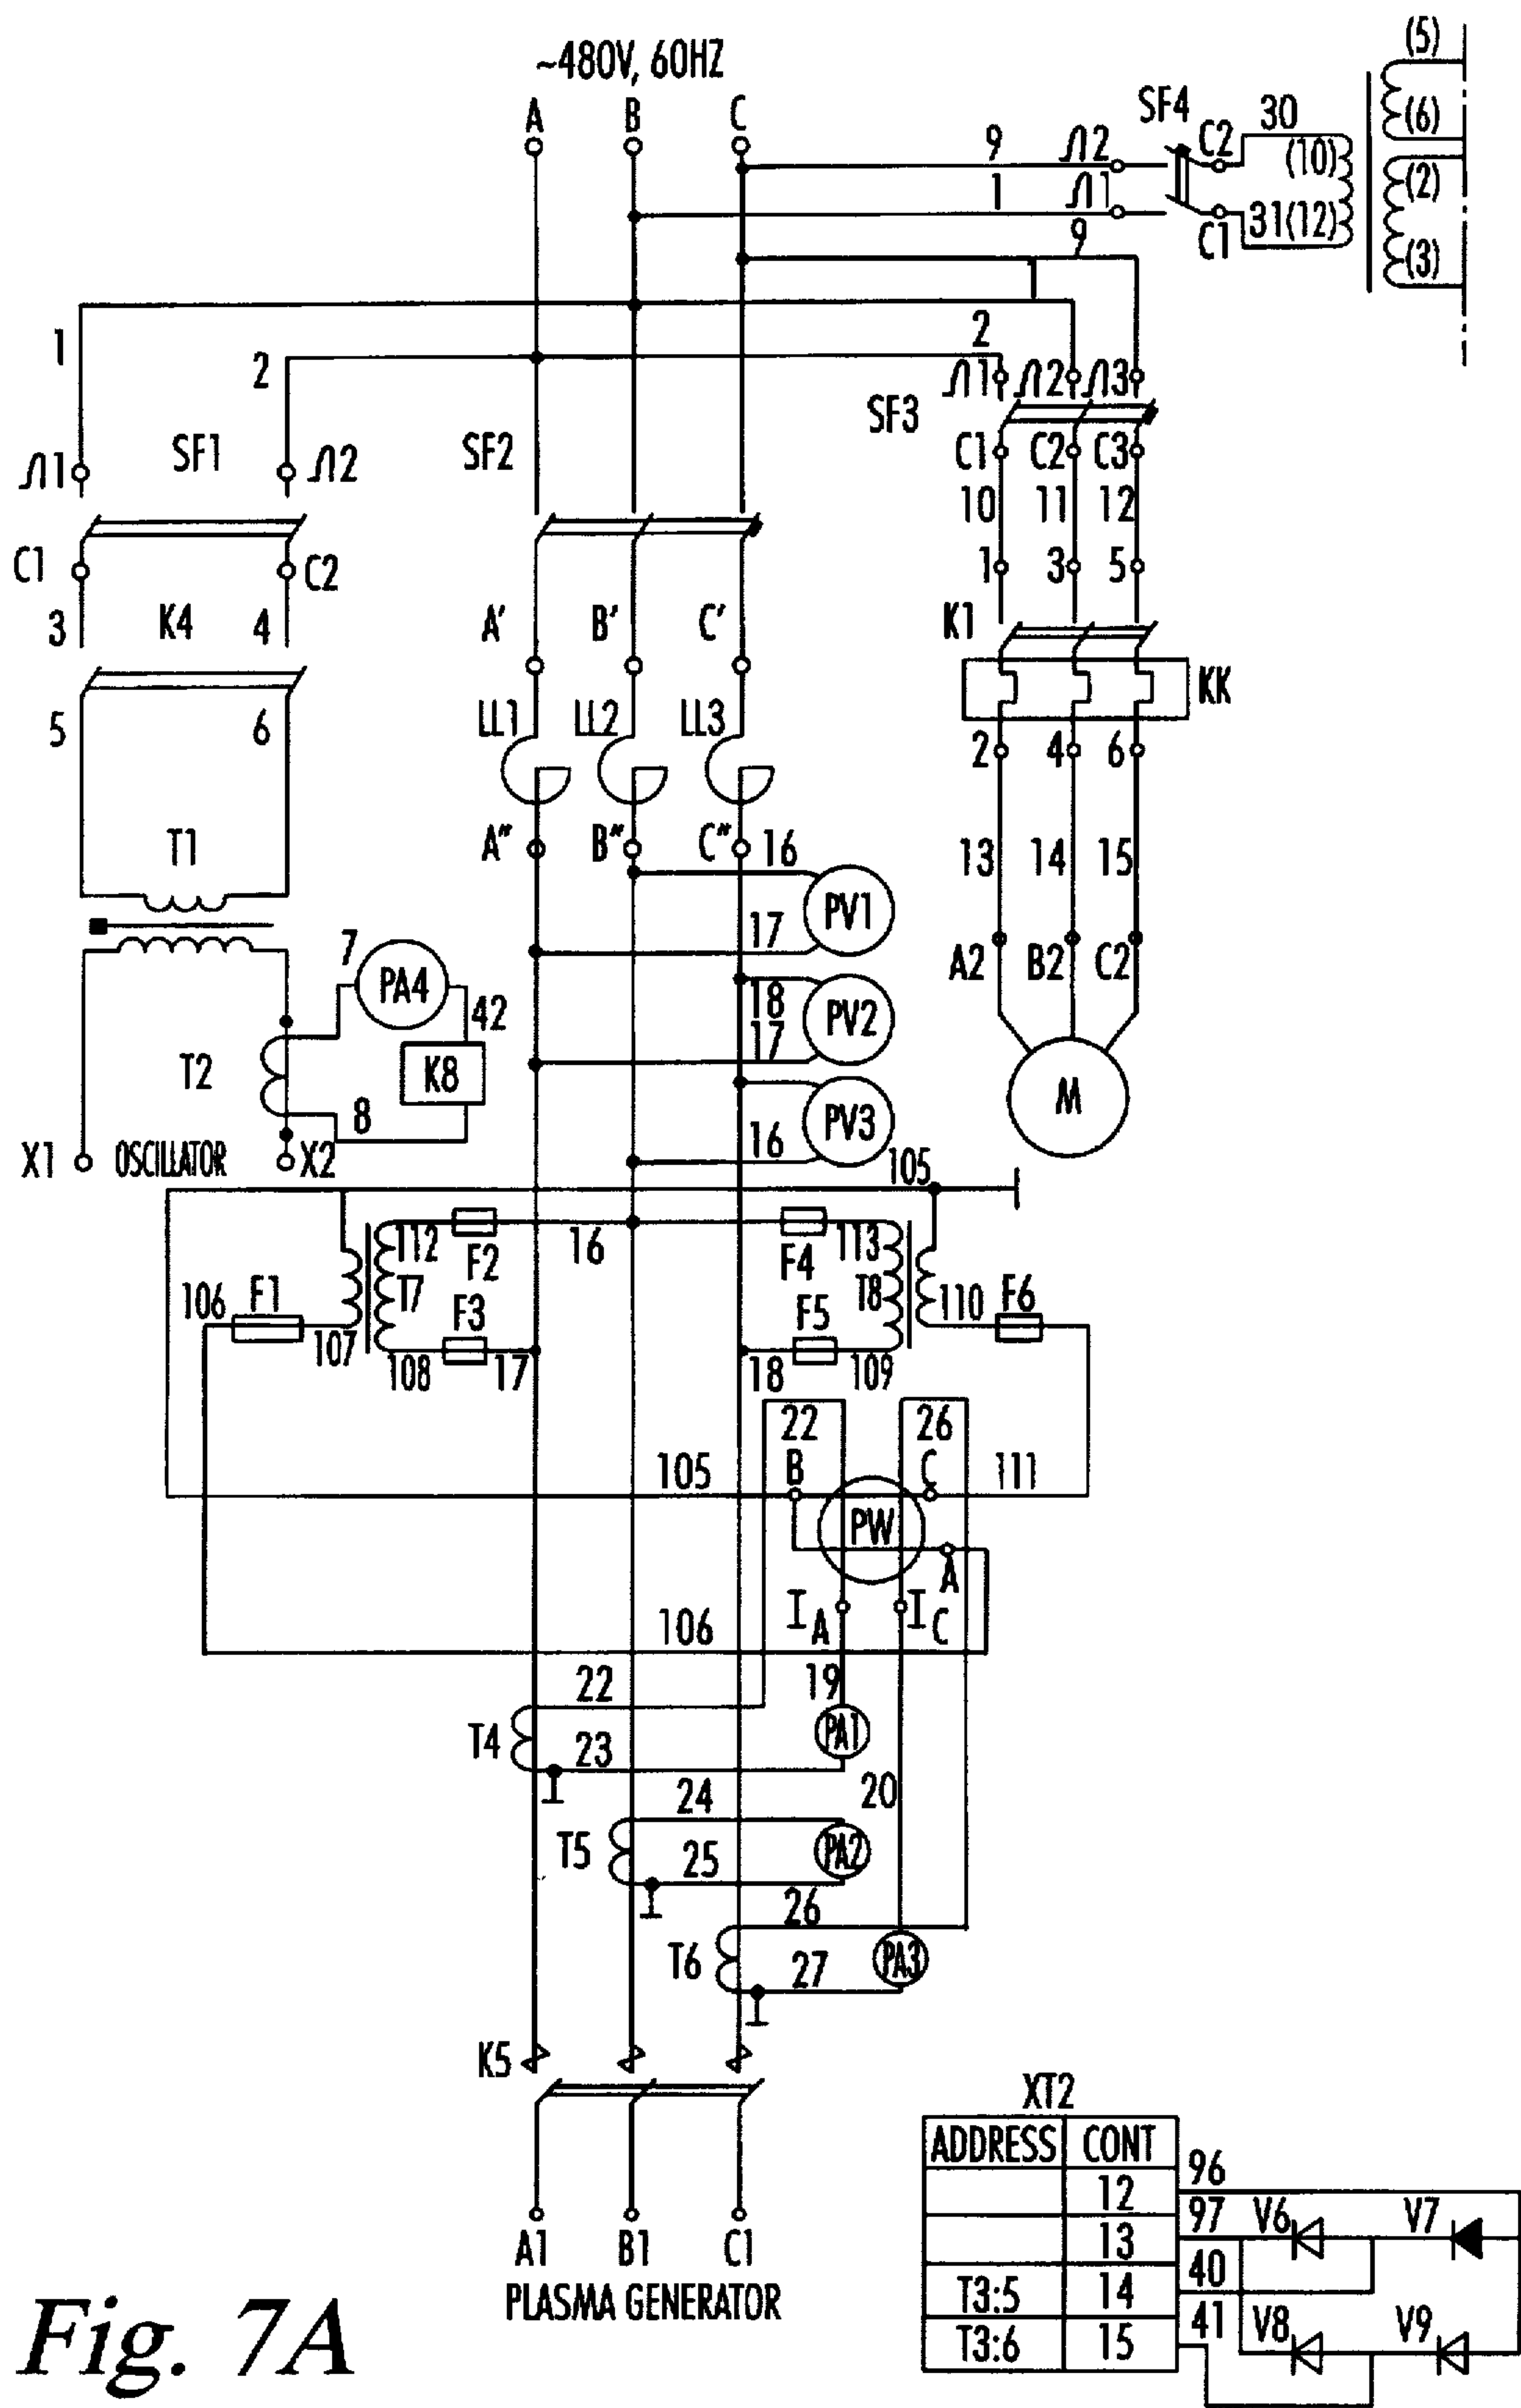 ~480V, 60HZ
A B C
(5)
(6)
(2)
(3)
SF4
9 Л2 C2 30 (10)
1 Л1 C1 31(12)
9
1 2 2
Л1 SF1 Л2
SF2
SF3 Л1 Л2 Л3
C1 C2 C3
10 11 12
C1 C2
1 3 5
3 K4 4
A' B' C'
K1
KK
5 6
LL1 LL2 LL3
2 4 6
T1
A" B" C" 16
PV1
17
13 14 15
A2 B2 C2
7 PA4 42
18
17
PV2
T2 K8
8
M
PV3
16
X1 OSCILLATOR X2
105
112 F2 16 F4 113
106 F1 107 T7 F3 F5 T8 110 F6
108 17 18 109
22 26
105 B C 111
PW
A
I A I C
106
19
22
T4 23 PA1
20
24
T5 25 PA2
26
T6 27 PA3
K5
A1 B1 C1
PLASMA GENERATOR
XT2
ADDRESS CONT
12 96
13 97 V6 V7
T3:5 14 40
T3:6 15 41 V8 V9
Fig. 7A